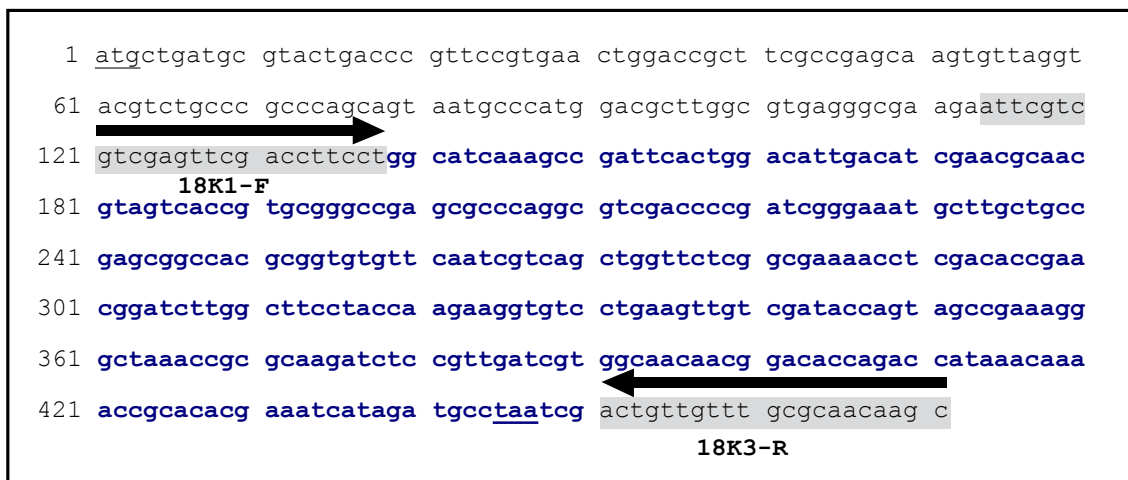 1 atgctgatgc gtactgaccc gttccgtgaa ctggaccgct tcgccgagca agtgttaggt
61 acgtctgccc gcccagcagt aatgcccatg gacgcttggc gtgagggcga agaattcgtc
121 gtcgagttcg accttcctgg catcaaagcc gattcactgg acattgacat cgaacgcaac
18K1-F
181 gtagtcaccg tgcgggccga gcgcccaggc gtcgaccccg atcgggaaat gcttgctgcc
241 gagcggccac gcggtgtgtt caatcgtcag ctggttctcg gcgaaaacct cgacaccgaa
301 cggatcttgg cttcctacca agaaggtgtc ctgaagttgt cgataccagt agccgaaagg
361 gctaaaccgc gcaagatctc cgttgatcgt ggcaacaacg gacaccagac cataaacaaa
421 accgcacacg aaatcataga tgcctaatcg actgttgttt gcgcaacaag c
18K3-R